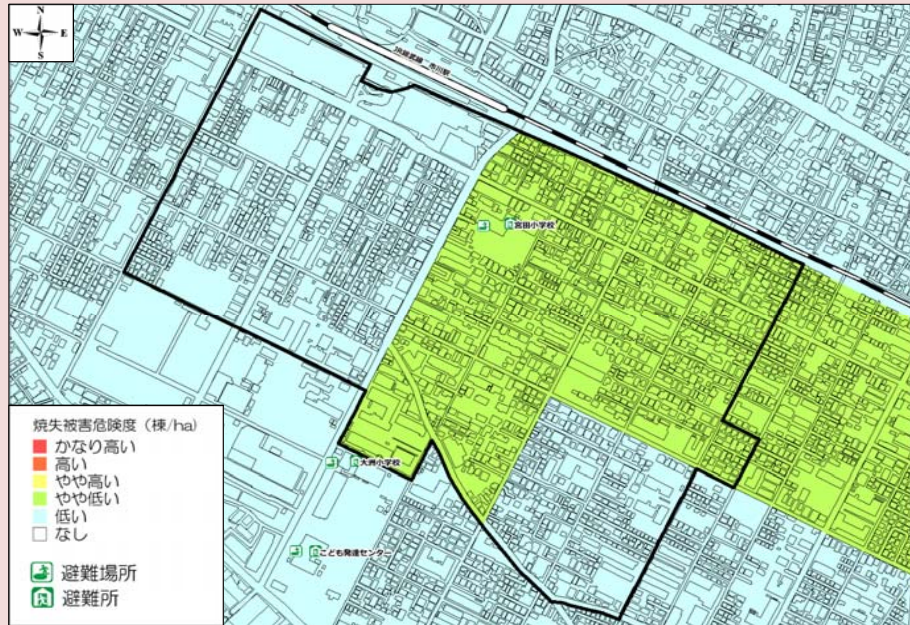 N
W E
S
JR総武線 市川駅
宮田小学校
大洲小学校
こども発達センター
焼失被害危険度（棟/ha）
かなり高い
高い
やや高い
やや低い
低い
なし
避難場所
避難所